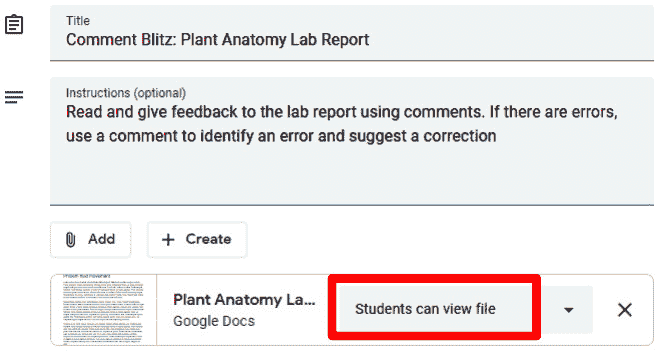 Title
Comment Blitz: Plant Anatomy Lab Report
Instructions (optional)
Read and give feedback to the lab report using comments. If there are errors,
use a comment to identify an error and suggest a correction
Add
Create
Plant Anatomy La...
Google Docs
Students can view file